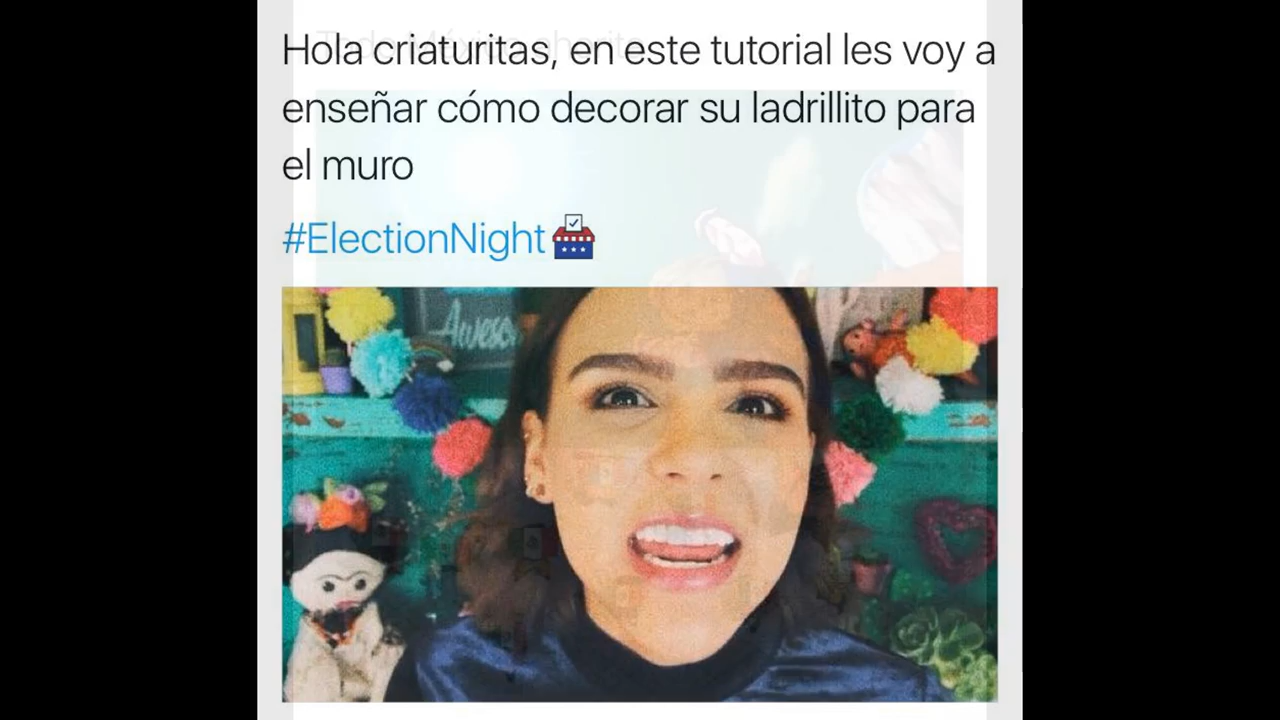 Hola criaturitas, en este tutorial les voy a
enseñar cómo decorar su ladrillito para
el muro
#ElectionNight